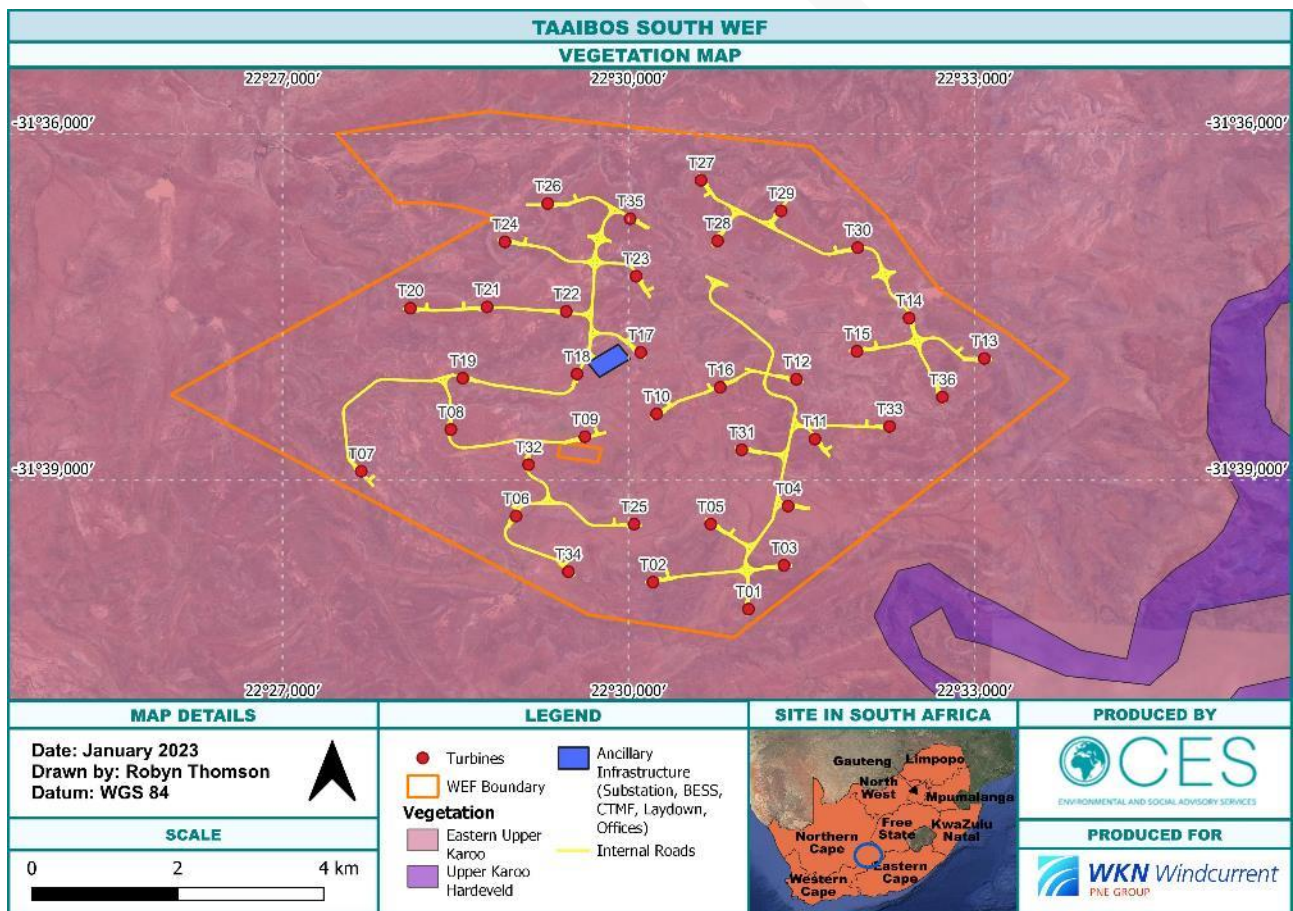 TAAIBOS SOUTH WEF
VEGETATION MAP
22°27,000′ 22°30,000′ 22°33,000′
-31°36,000′ -31°36,000′
T27
T26 T29
T35
T24 T28 T30
T23
T20 T21 T22 T14
T17 T15 T13
T18 T12
T19 T16 T36
T10
T08 T09 T11 T33
T32 T31
T07
-31°39,000′ -31°39,000′
T06 T25 T05 T04
T34 T02 T03
T01
22°27,000′ 22°30,000′ 22°33,000′
MAP DETAILS
Date: January 2023
Drawn by: Robyn Thomson
Datum: WGS 84
SCALE
0 2 4 km
LEGEND
Turbines
WEF Boundary
Vegetation
Eastern Upper
Karoo
Upper Karoo
Hardeveld
Ancillary
Infrastructure
(Substation, BESS,
CTMF, Laydown,
Offices)
Internal Roads
SITE IN SOUTH AFRICA
Gauteng Limpopo
North
West
Mpumalanga
Free
State KwaZulu
Natal
Northern
Cape
Eastern
Cape
Western
Cape
PRODUCED BY
CES
ENVIRONMENTAL AND SOCIAL ADVISORY SERVICES
PRODUCED FOR
WKN Windcurrent
PNE GROUP